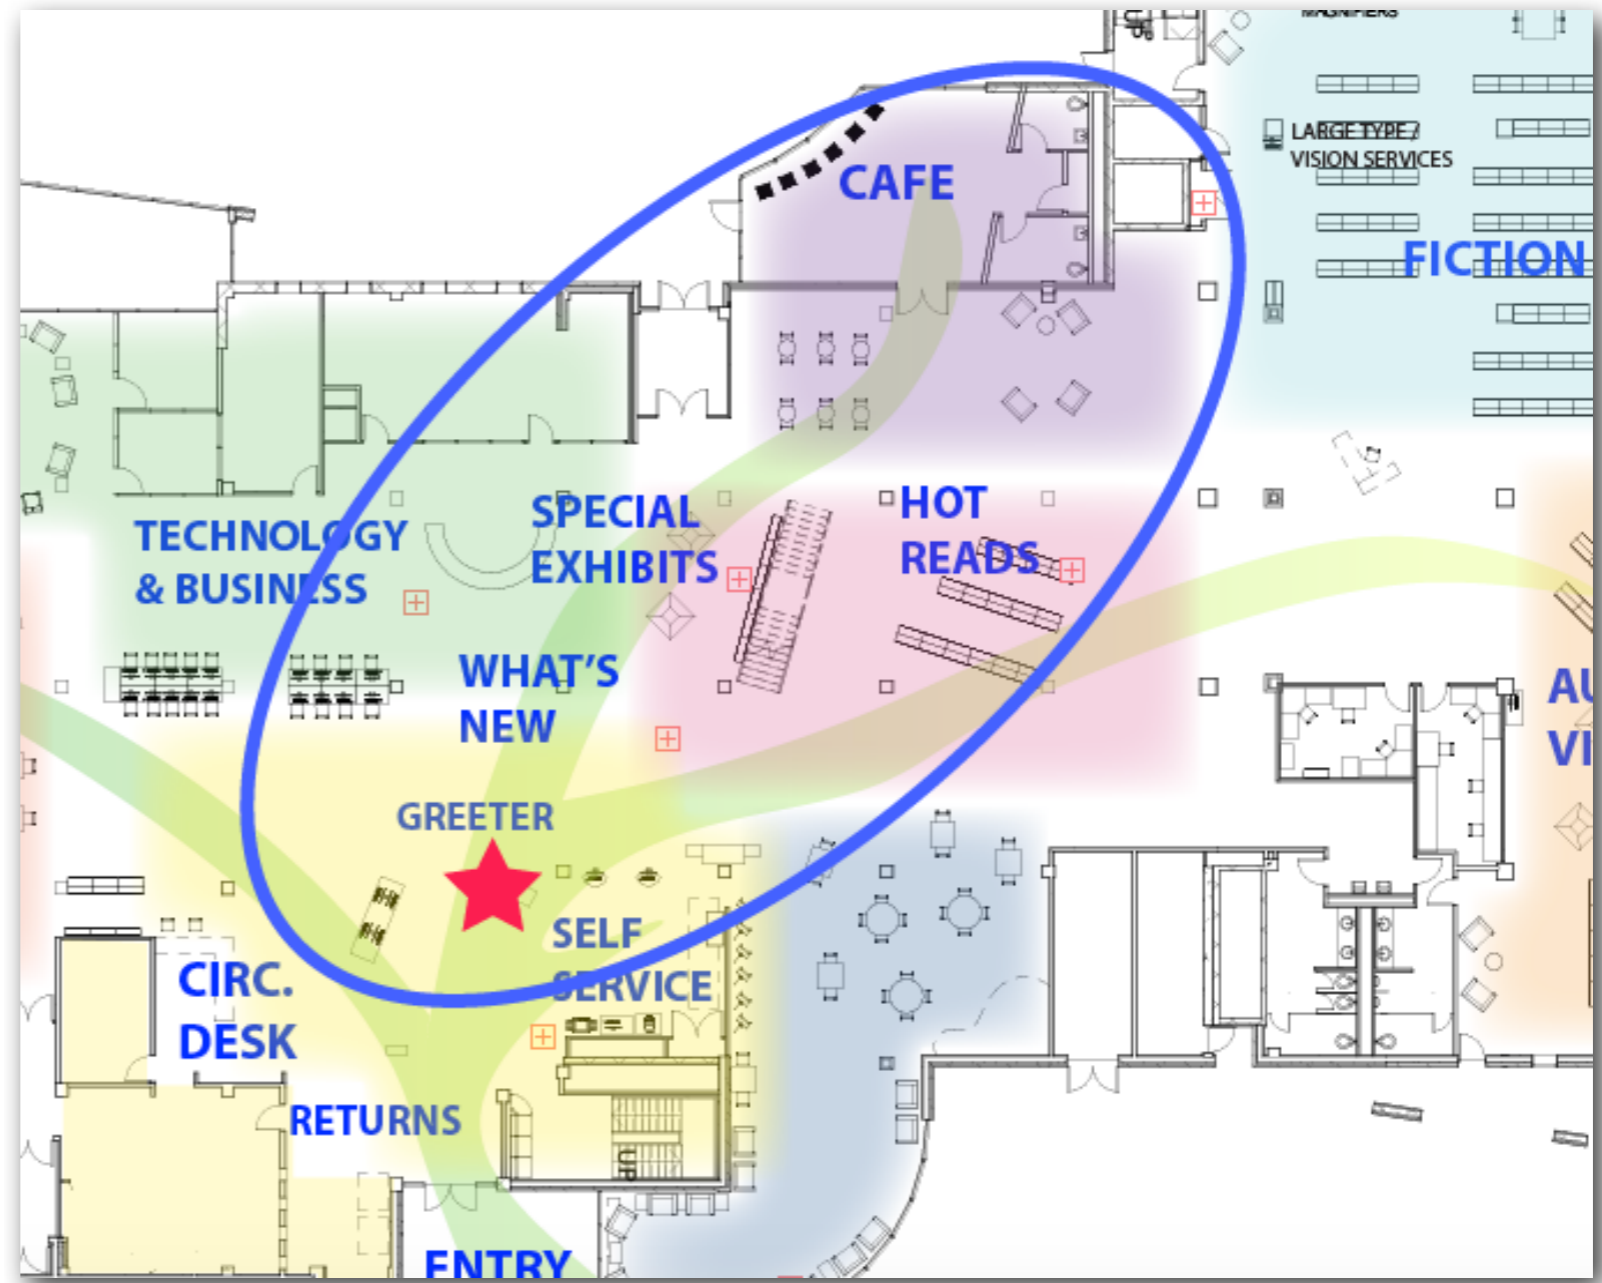 MAGNIFIERS
UP
LARGE TYPE /
VISION SERVICES
CAFE
FICTION
HOT
READS
SPECIAL
EXHIBITS
TECHNOLOGY
& BUSINESS
WHAT'S
NEW
AU
VI
GREETER
SELF
SERVICE
CIRC.
DESK
RETURNS
UP
ENTRY